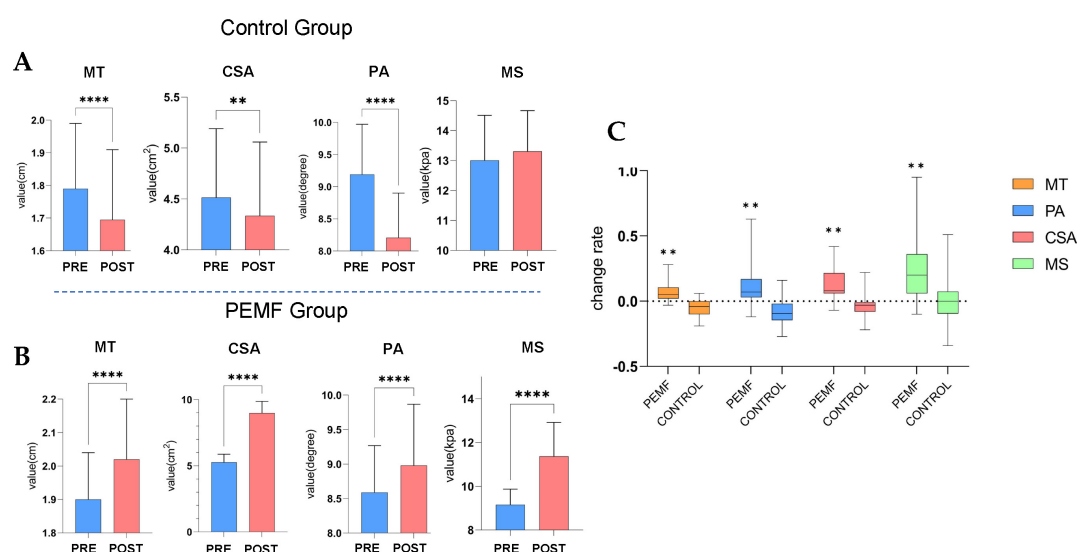 Control Group
A
MT
CSA
PA
MS
****
**
****
value(cm)
2.0
1.9
1.8
1.7
1.6
PRE POST
value(cm²)
5.5
5.0
4.5
4.0
PRE POST
value(degree)
10.0
9.5
9.0
8.5
8.0
PRE POST
value(kpa)
15
14
13
12
11
10
PRE POST
PEMF Group
B
MT
CSA
PA
MS
****
****
****
****
value(cm)
2.2
2.1
2.0
1.9
1.8
PRE POST
value(cm²)
10
5
0
PRE POST
value(degree)
10.0
9.5
9.0
8.5
8.0
PRE POST
value(kpa)
14
12
10
8
PRE POST
C
change rate
1.0
0.5
0.0
-0.5
**
**
**
**
PEMF
CONTROL
PEMF
CONTROL
PEMF
CONTROL
PEMF
CONTROL
MT
PA
CSA
MS